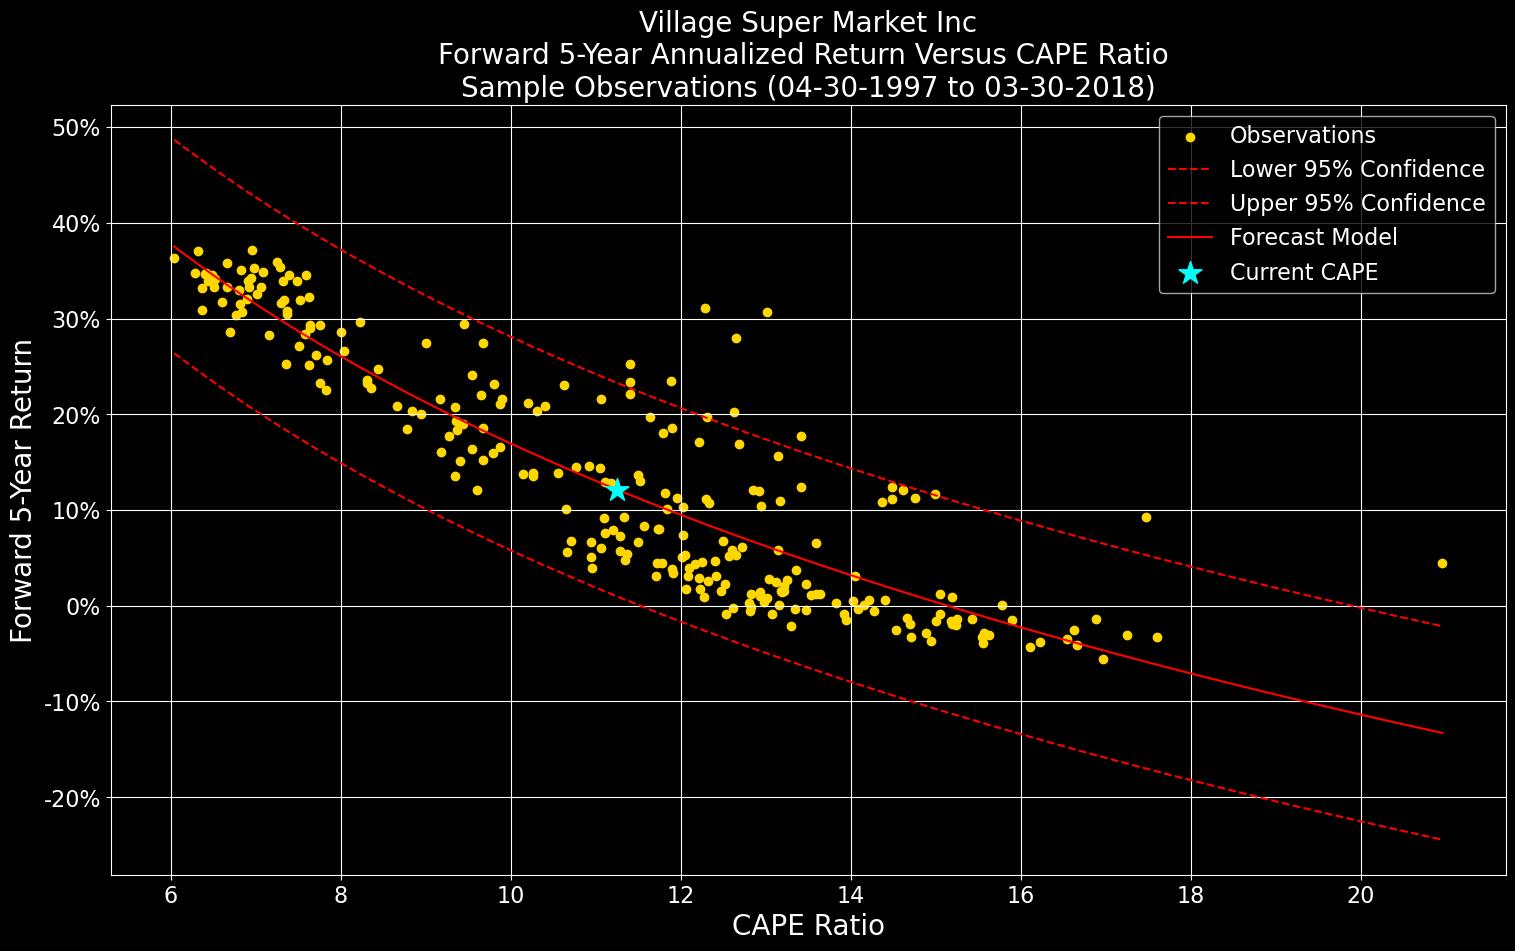 Village Super Market Inc
Forward 5-Year Annualized Return Versus CAPE Ratio
Sample Observations (04-30-1997 to 03-30-2018)
Observations
Lower 95% Confidence
Upper 95% Confidence
Forecast Model
Current CAPE
Forward 5-Year Return
50%
40%
30%
20%
10%
0%
-10%
-20%
6 8 10 12 14 16 18 20
CAPE Ratio